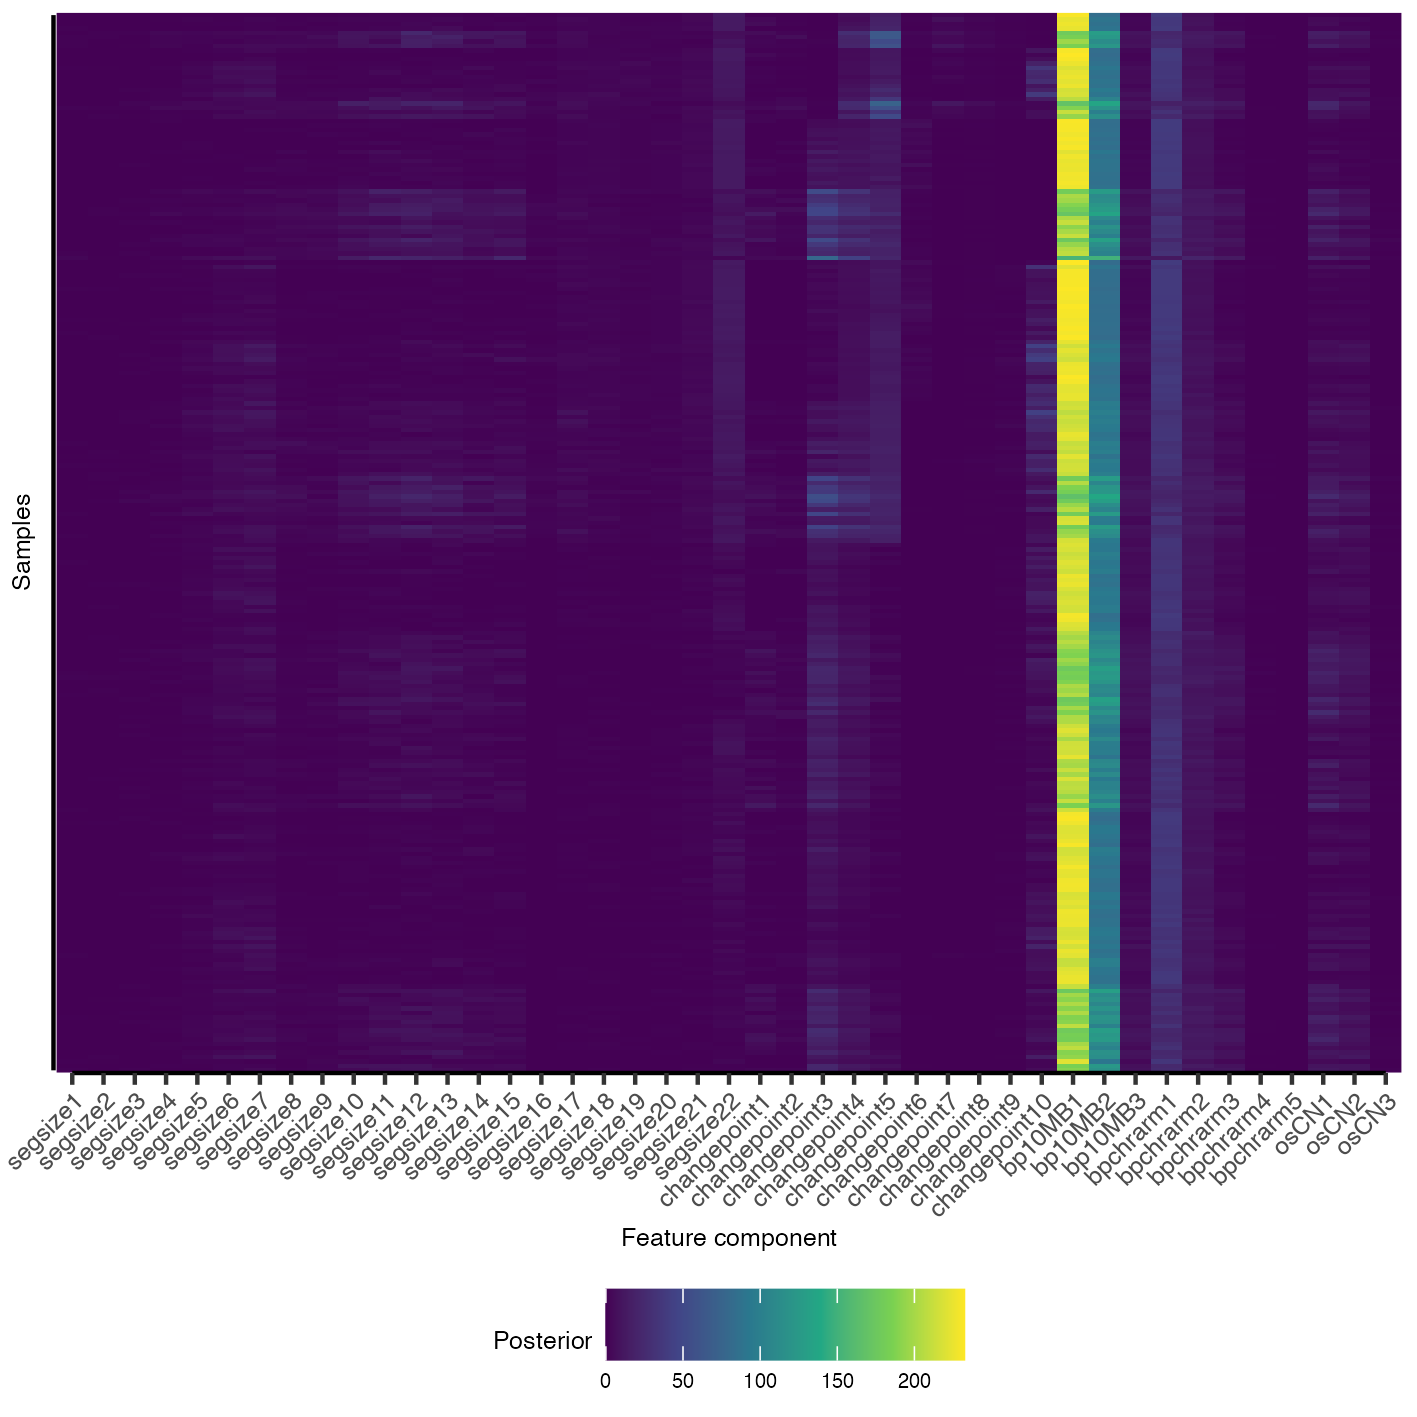 Samples
segsize1
segsize2
segsize3
segsize4
segsize5
segsize6
segsize7
segsize8
segsize9
segsize10
segsize11
segsize12
segsize13
segsize14
segsize15
segsize16
segsize17
segsize18
segsize19
segsize20
segsize21
segsize22
changepoint1
changepoint2
changepoint3
changepoint4
changepoint5
changepoint6
changepoint7
changepoint8
changepoint9
changepoint10
bp10MB1
bp10MB2
bp10MB3
bpchrarm1
bpchrarm2
bpchrarm3
bpchrarm4
bpchrarm5
osCN1
osCN2
osCN3
Feature component
Posterior
0 50 100 150 200